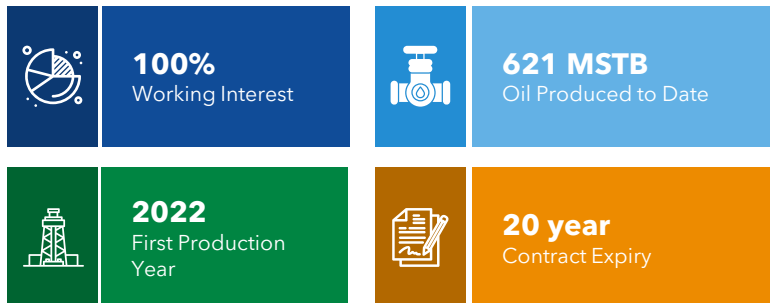 100%
Working Interest
621 MSTB
Oil Produced to Date
2022
First Production
Year
20 year
Contract Expiry